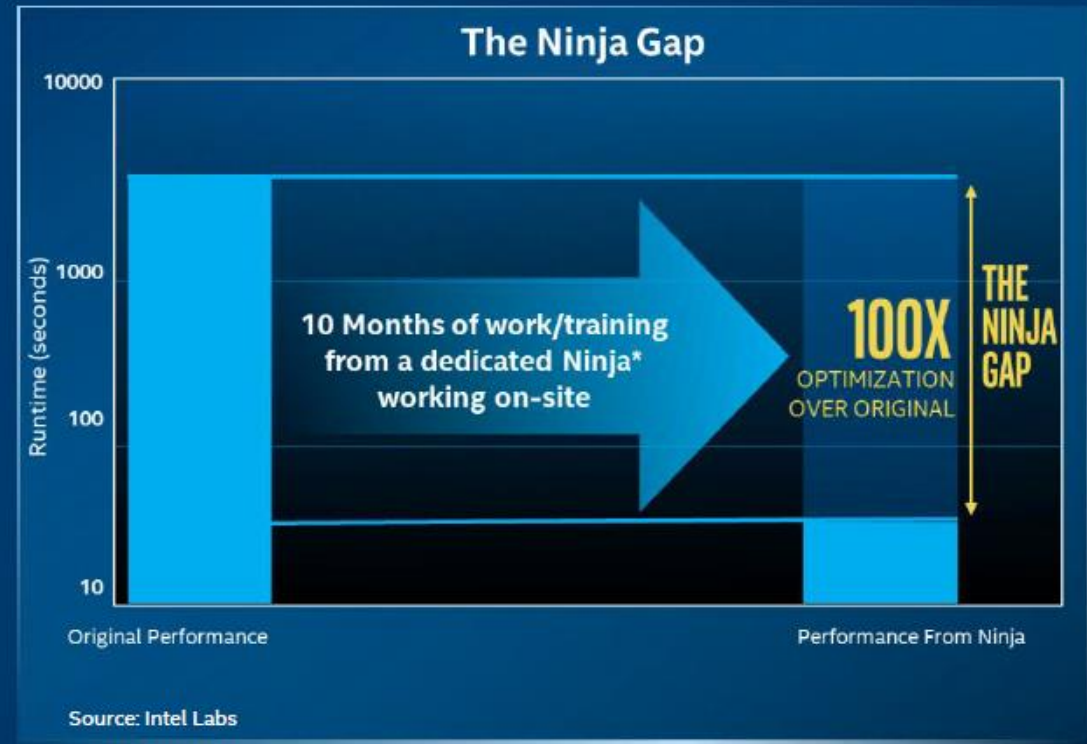 The Ninja Gap
10000
1000
100
10
Runtime (seconds)
10 Months of work/training
from a dedicated Ninja*
working on-site
100X
OPTIMIZATION
OVER ORIGINAL
THE
NINJA
GAP
Original Performance
Performance From Ninja
Source: Intel Labs